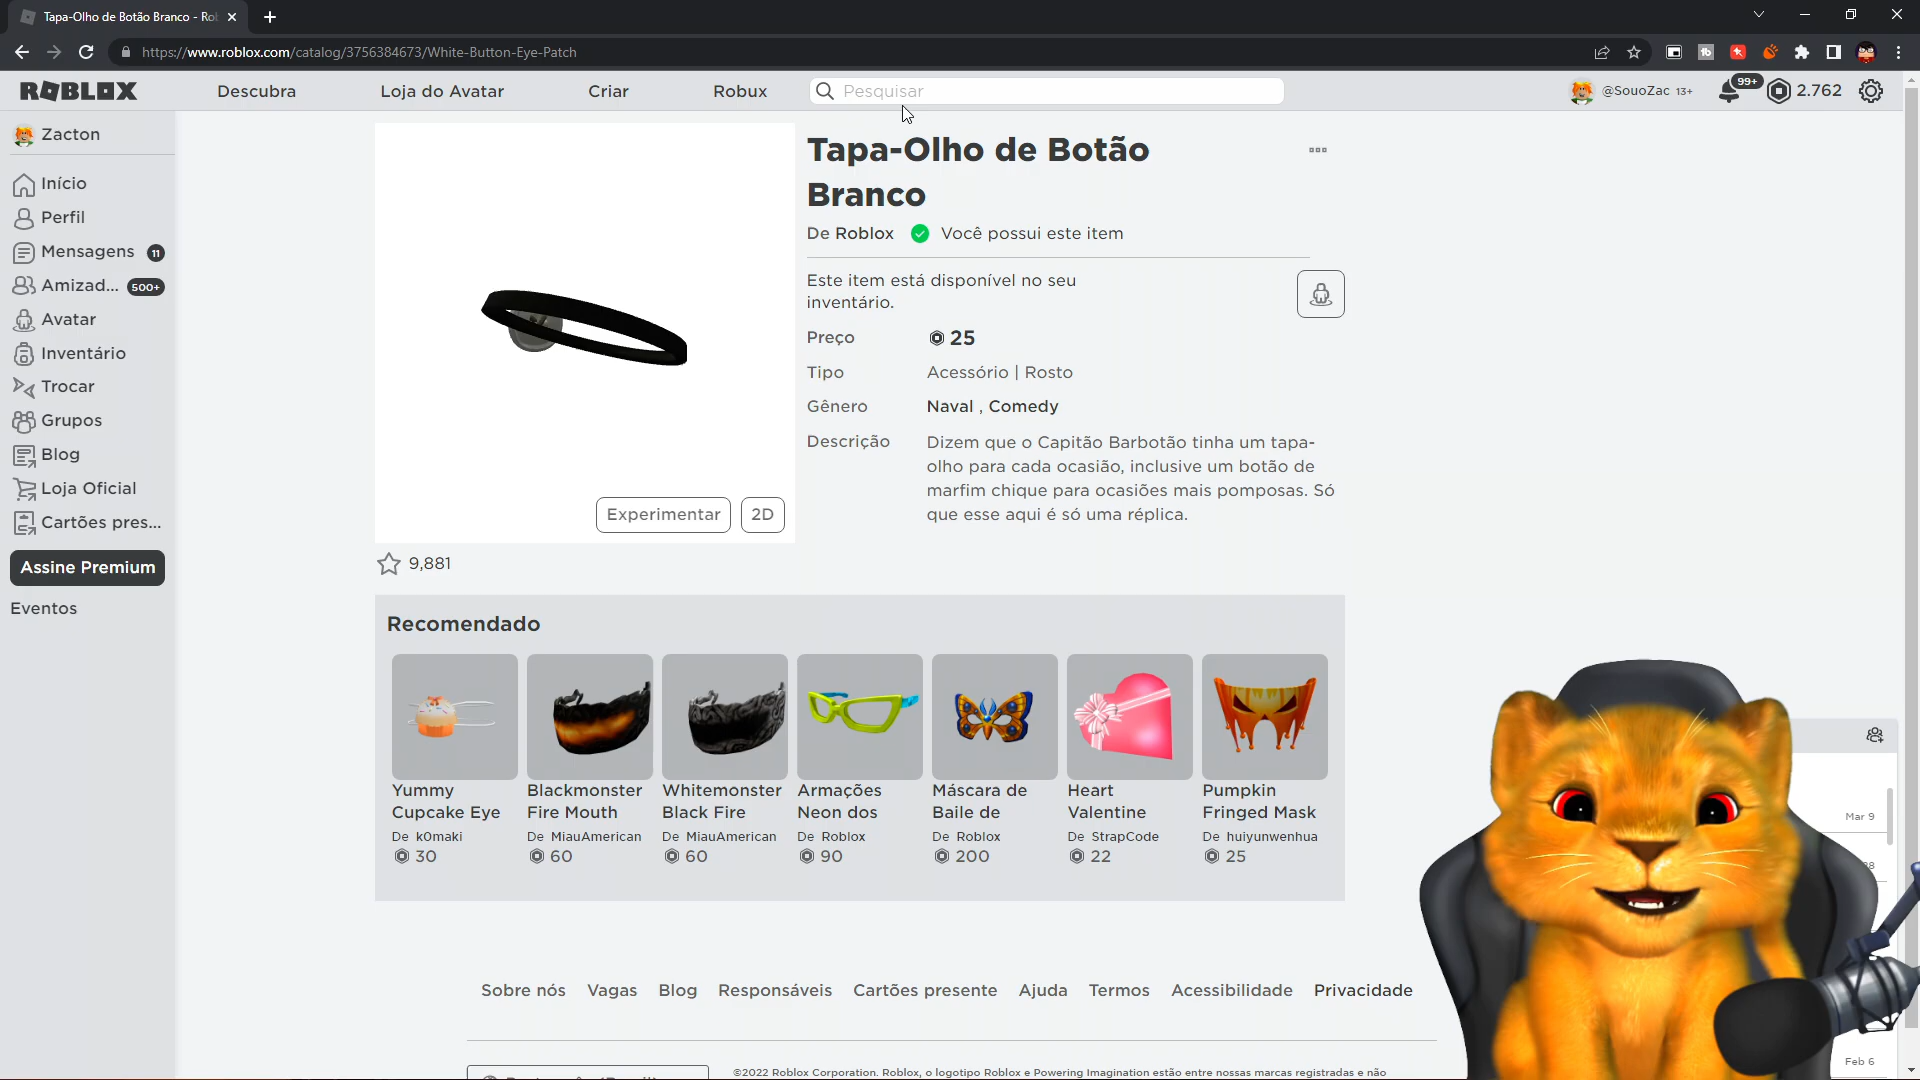 Tapa-Olho de Botão Branco - Rob
https://www.roblox.com/catalog/3756384673/White-Button-Eye-Patch
ROBLOX
Descubra
Loja do Avatar
Criar
Robux
Pesquisar
@SouoZac 13+
99+
2.762
Zacton
Início
Perfil
Mensagens 11
Amizad... 500+
Avatar
Inventário
Trocar
Grupos
Blog
Loja Oficial
Cartões pres...
Assine Premium
Eventos
Experimentar
2D
9,881
Tapa-Olho de Botão
Branco
De Roblox Você possui este item
Este item está disponível no seu
inventário.
Preço 25
Tipo Acessório | Rosto
Gênero Naval , Comedy
Descrição Dizem que o Capitão Barbotão tinha um tapa-
olho para cada ocasião, inclusive um botão de
marfim chique para ocasiões mais pomposas. Só
que esse aqui é só uma réplica.
Recomendado
Yummy
Cupcake Eye
De k0maki
30
Blackmonster
Fire Mouth
De MiauAmerican
60
Whitemonster
Black Fire
De MiauAmerican
60
Armações
Neon dos
De Roblox
90
Máscara de
Baile de
De Roblox
200
Heart
Valentine
De StrapCode
22
Pumpkin
Fringed Mask
De huiyunwenhua
25
Mar 9
Feb 6
Sobre nós
Vagas
Blog
Responsáveis
Cartões presente
Ajuda
Termos
Acessibilidade
Privacidade
©2022 Roblox Corporation. Roblox, o logotipo Roblox e Powering Imagination estão entre nossas marcas registradas e não